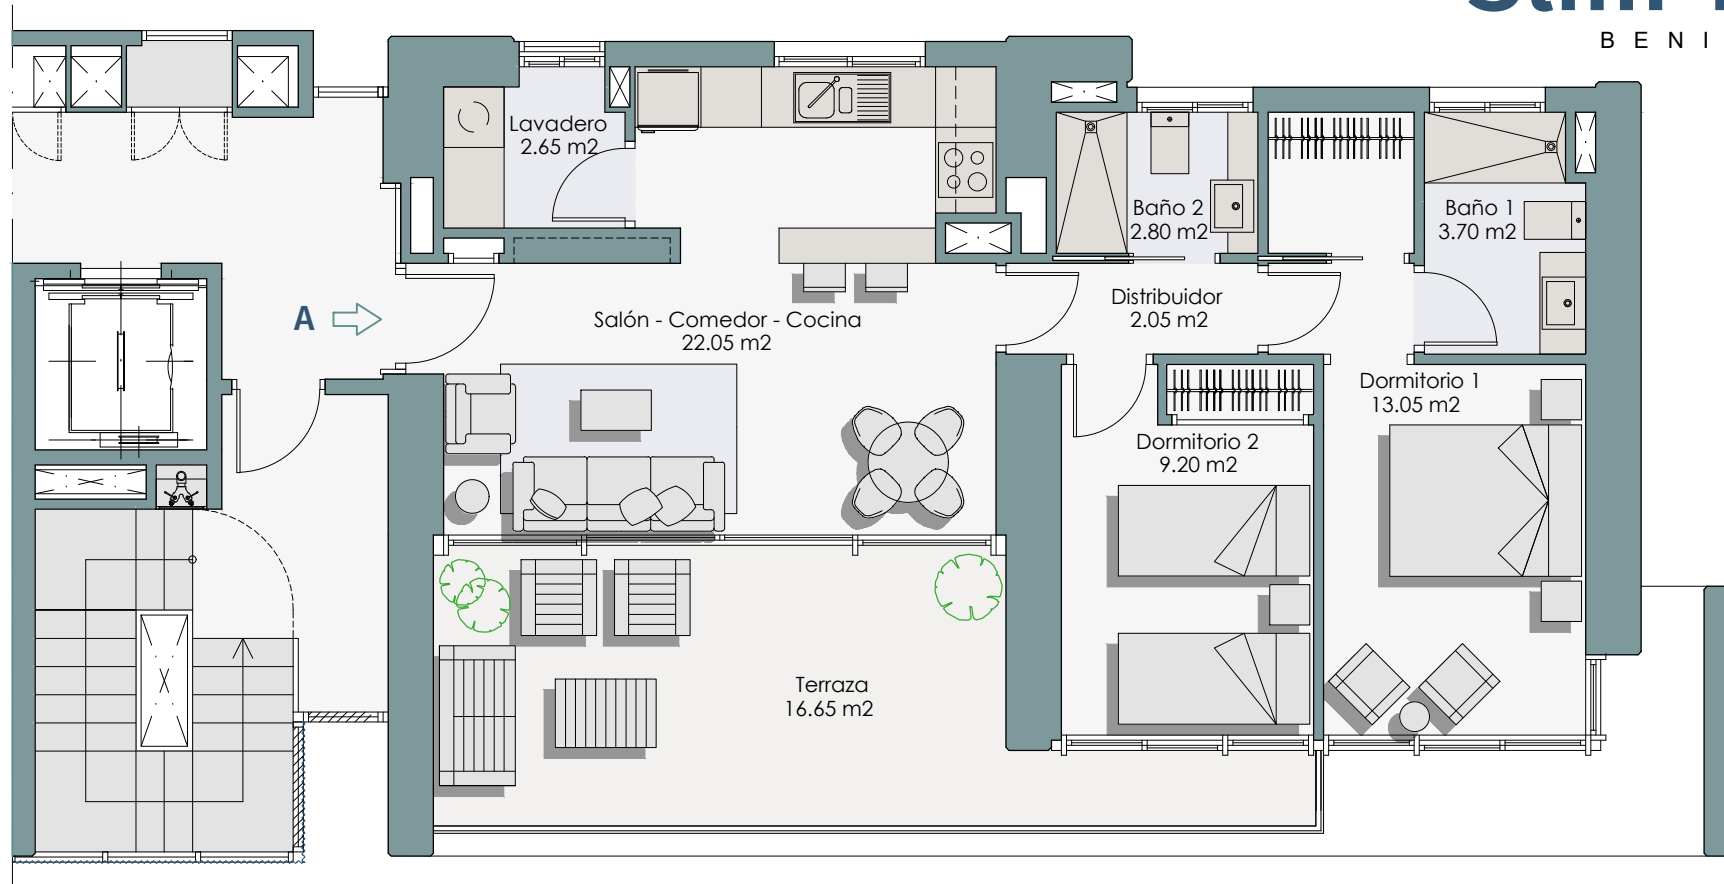 B E N I
Lavadero
2.65 m2
Baño 2
2.80 m2
Baño 1
3.70 m2
Distribuidor
2.05 m2
A
Salón - Comedor - Cocina
22.05 m2
Dormitorio 1
13.05 m2
Dormitorio 2
9.20 m2
Terraza
16.65 m2